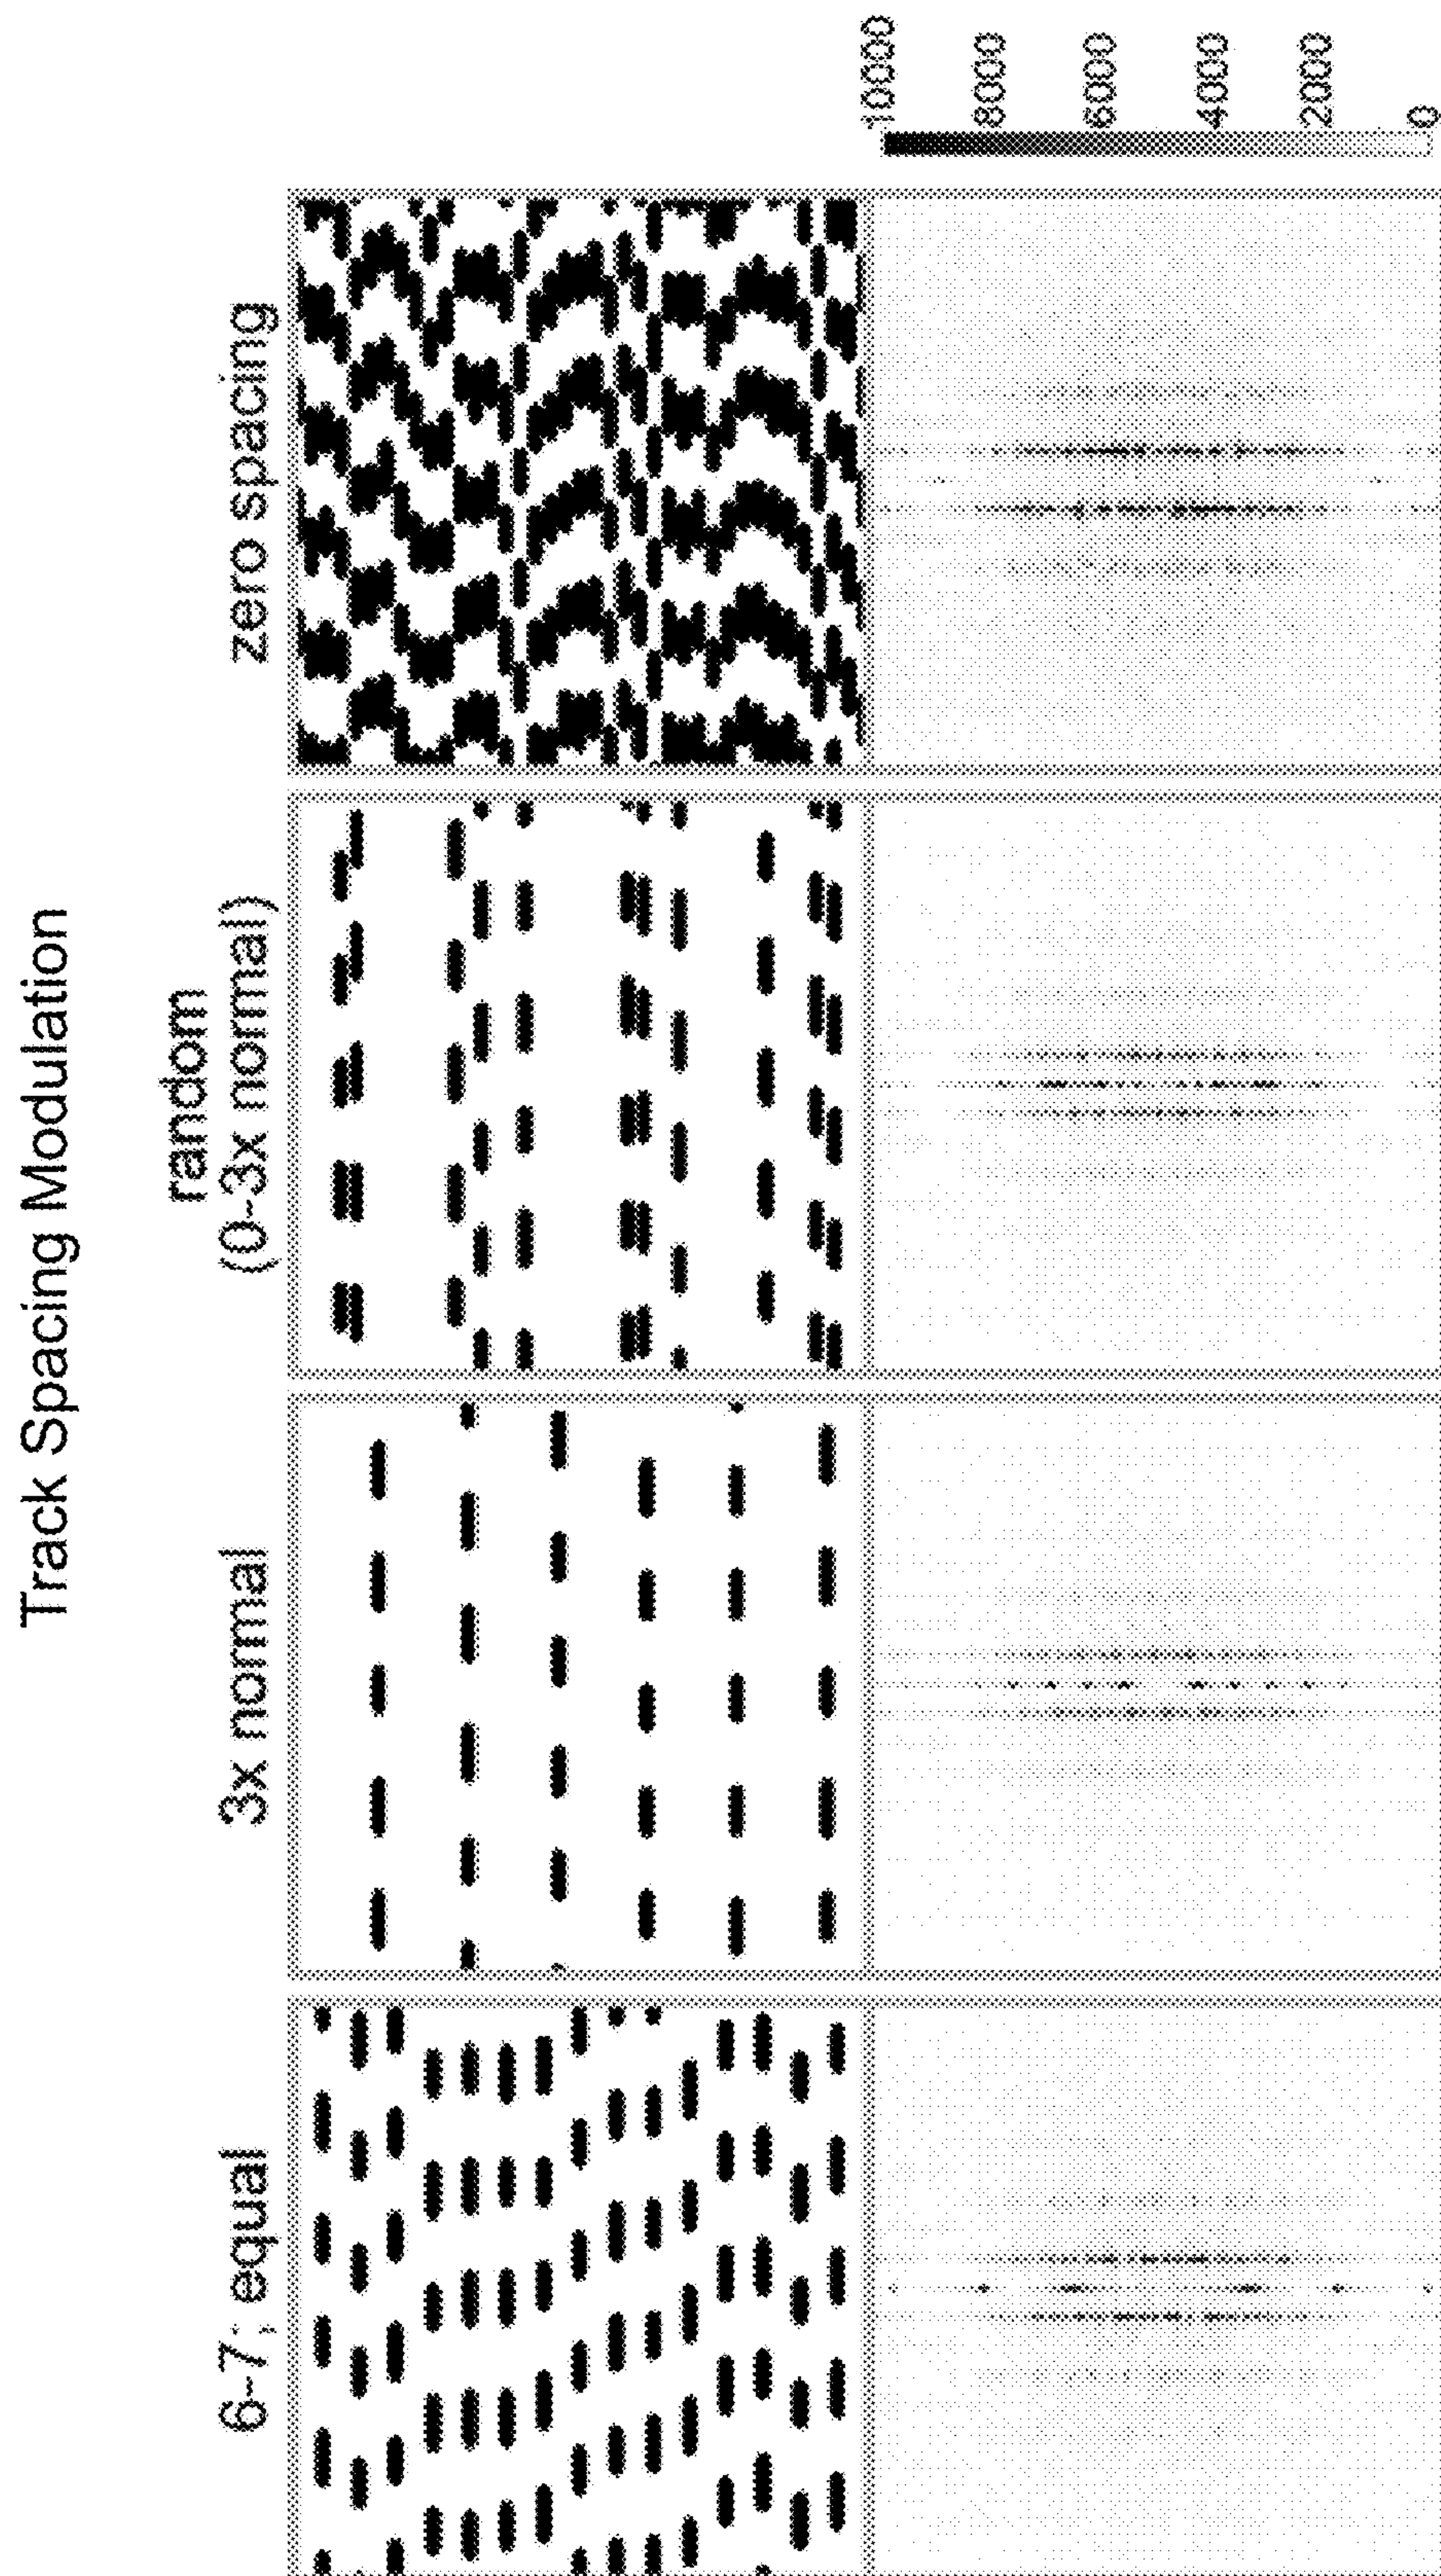 Track Spacing Modulation
6-7; equal
3x normal
random
(0-3x normal)
zero spacing
10000
8000
6000
4000
2000
0